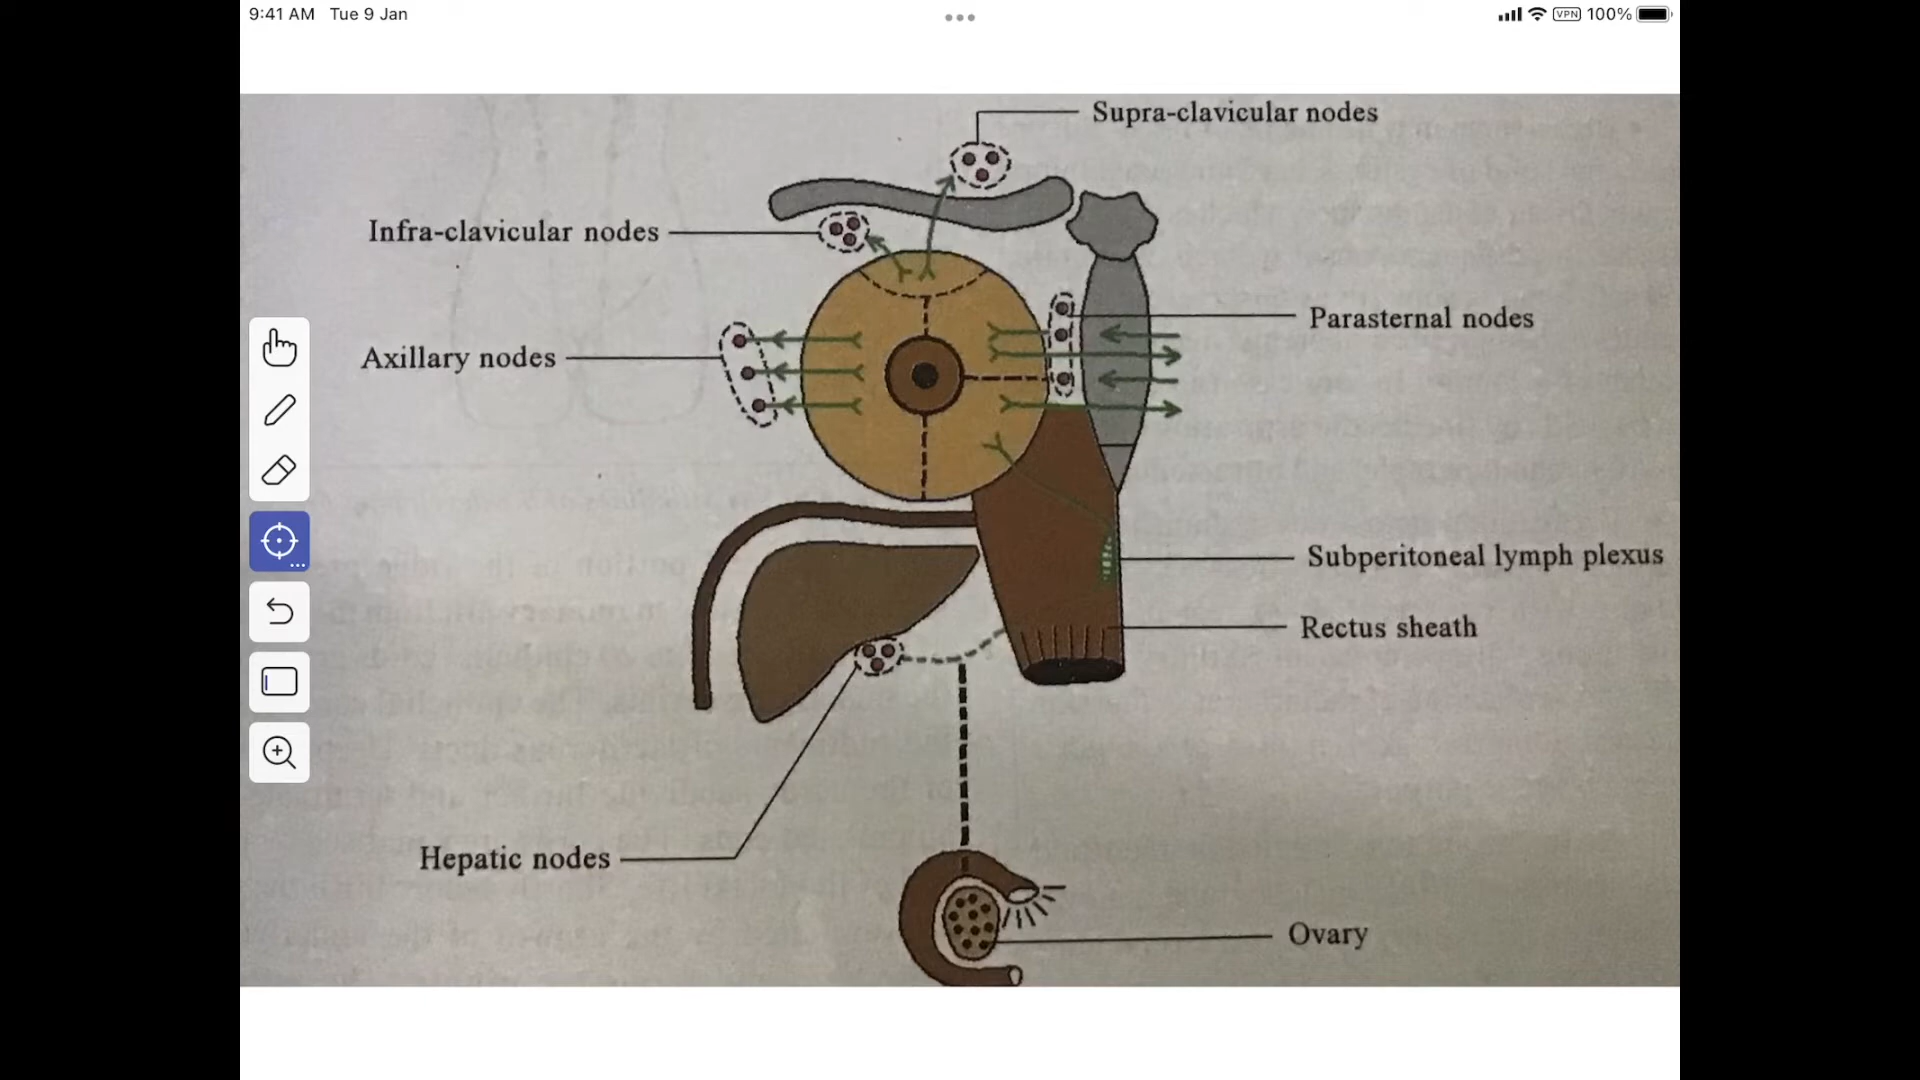 9:41 AM Tue 9 Jan
VPN 100%
Supra-clavicular nodes
Infra-clavicular nodes
Parasternal nodes
Axillary nodes
Subperitoneal lymph plexus
Rectus sheath
Hepatic nodes
Ovary